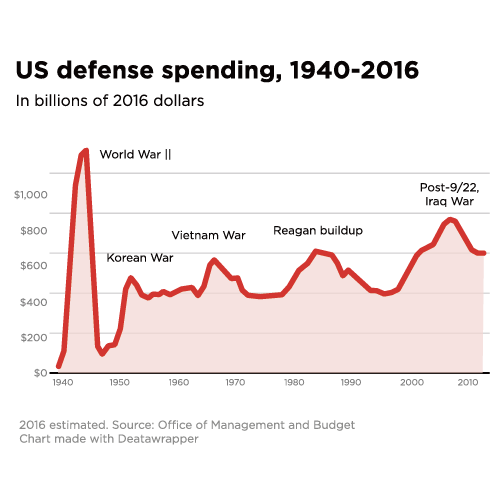 US defense spending, 1940-2016
In billions of 2016 dollars
World War ||
Post-9/22,
Iraq War
$1,000
Vietnam War
Reagan buildup
$800
Korean War
$600
$400
$200
$0
1940 1950 1960 1970 1980 1990 2000 2010
2016 estimated. Source: Office of Management and Budget
Chart made with Deatawrapper